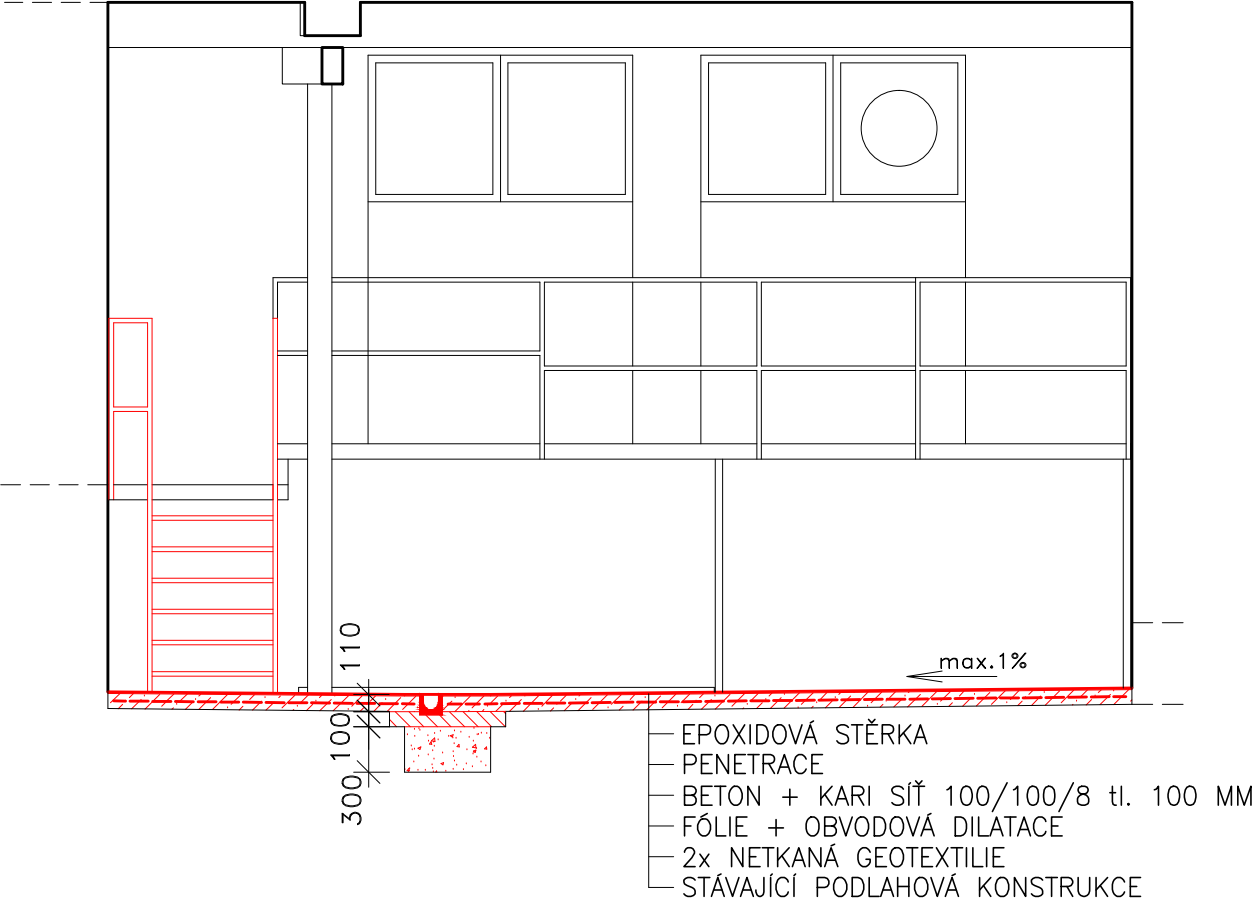 110
max.1%
100
300
EPOXIDOVÁ STĚRKA
PENETRACE
BETON + KARI SÍŤ 100/100/8 tl. 100 MM
FÓLIE + OBVODOVÁ DILATACE
2x NETKANÁ GEOTEXTILIE
STÁVAJÍCÍ PODLAHOVÁ KONSTRUKCE